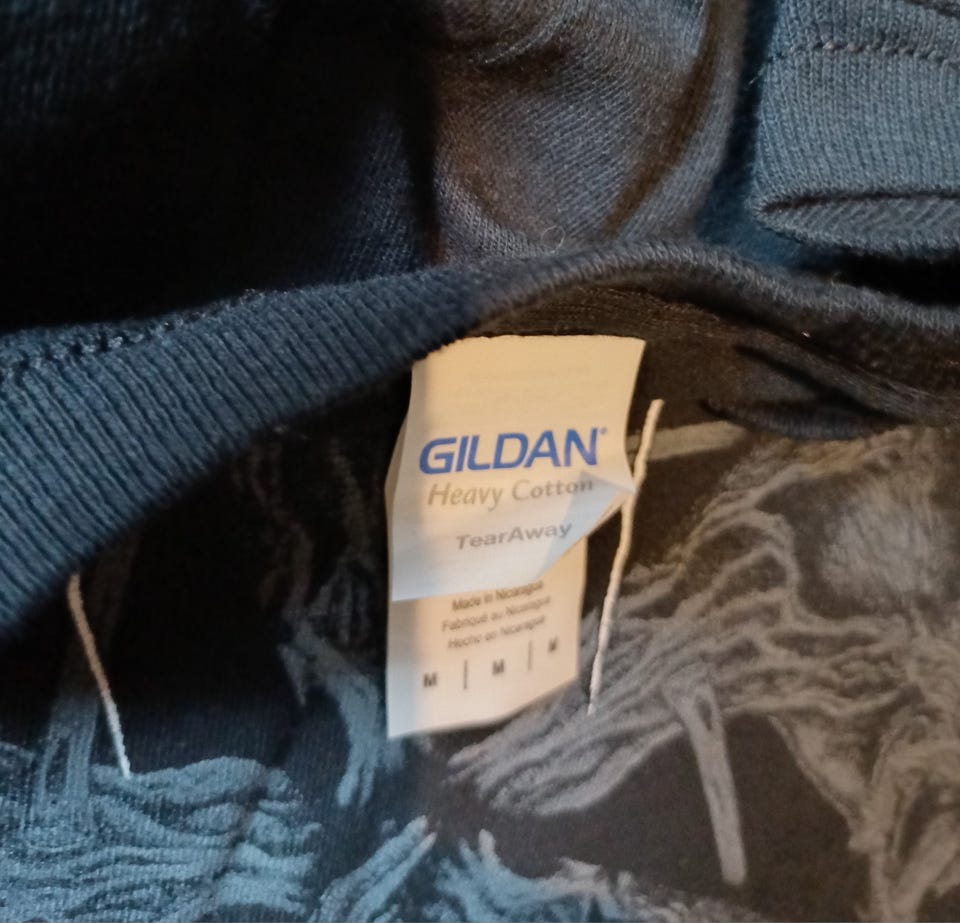 GILDAN®
Heavy Cotton
TearAway
Made in Nicaragua
Fabriqué au Nicaragua
Hecho en Nicaragua
M | M | M